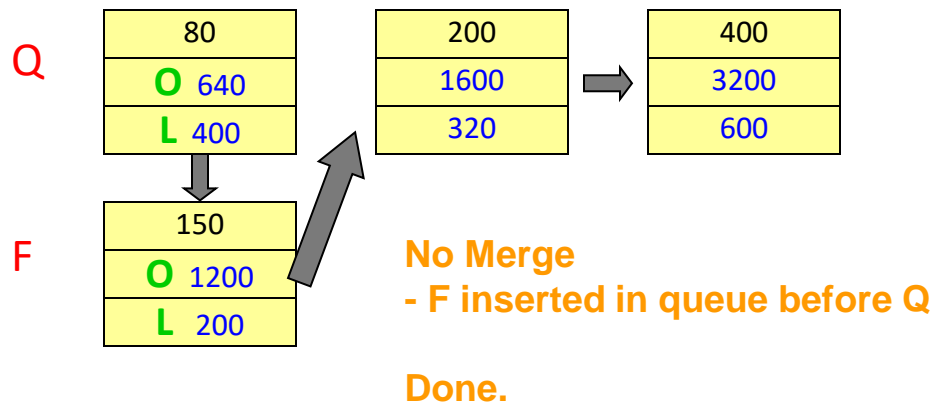 Q
80
O 640
L 400
200
1600
320
400
3200
600
F
150
O 1200
L 200
No Merge
- F inserted in queue before Q
Done.